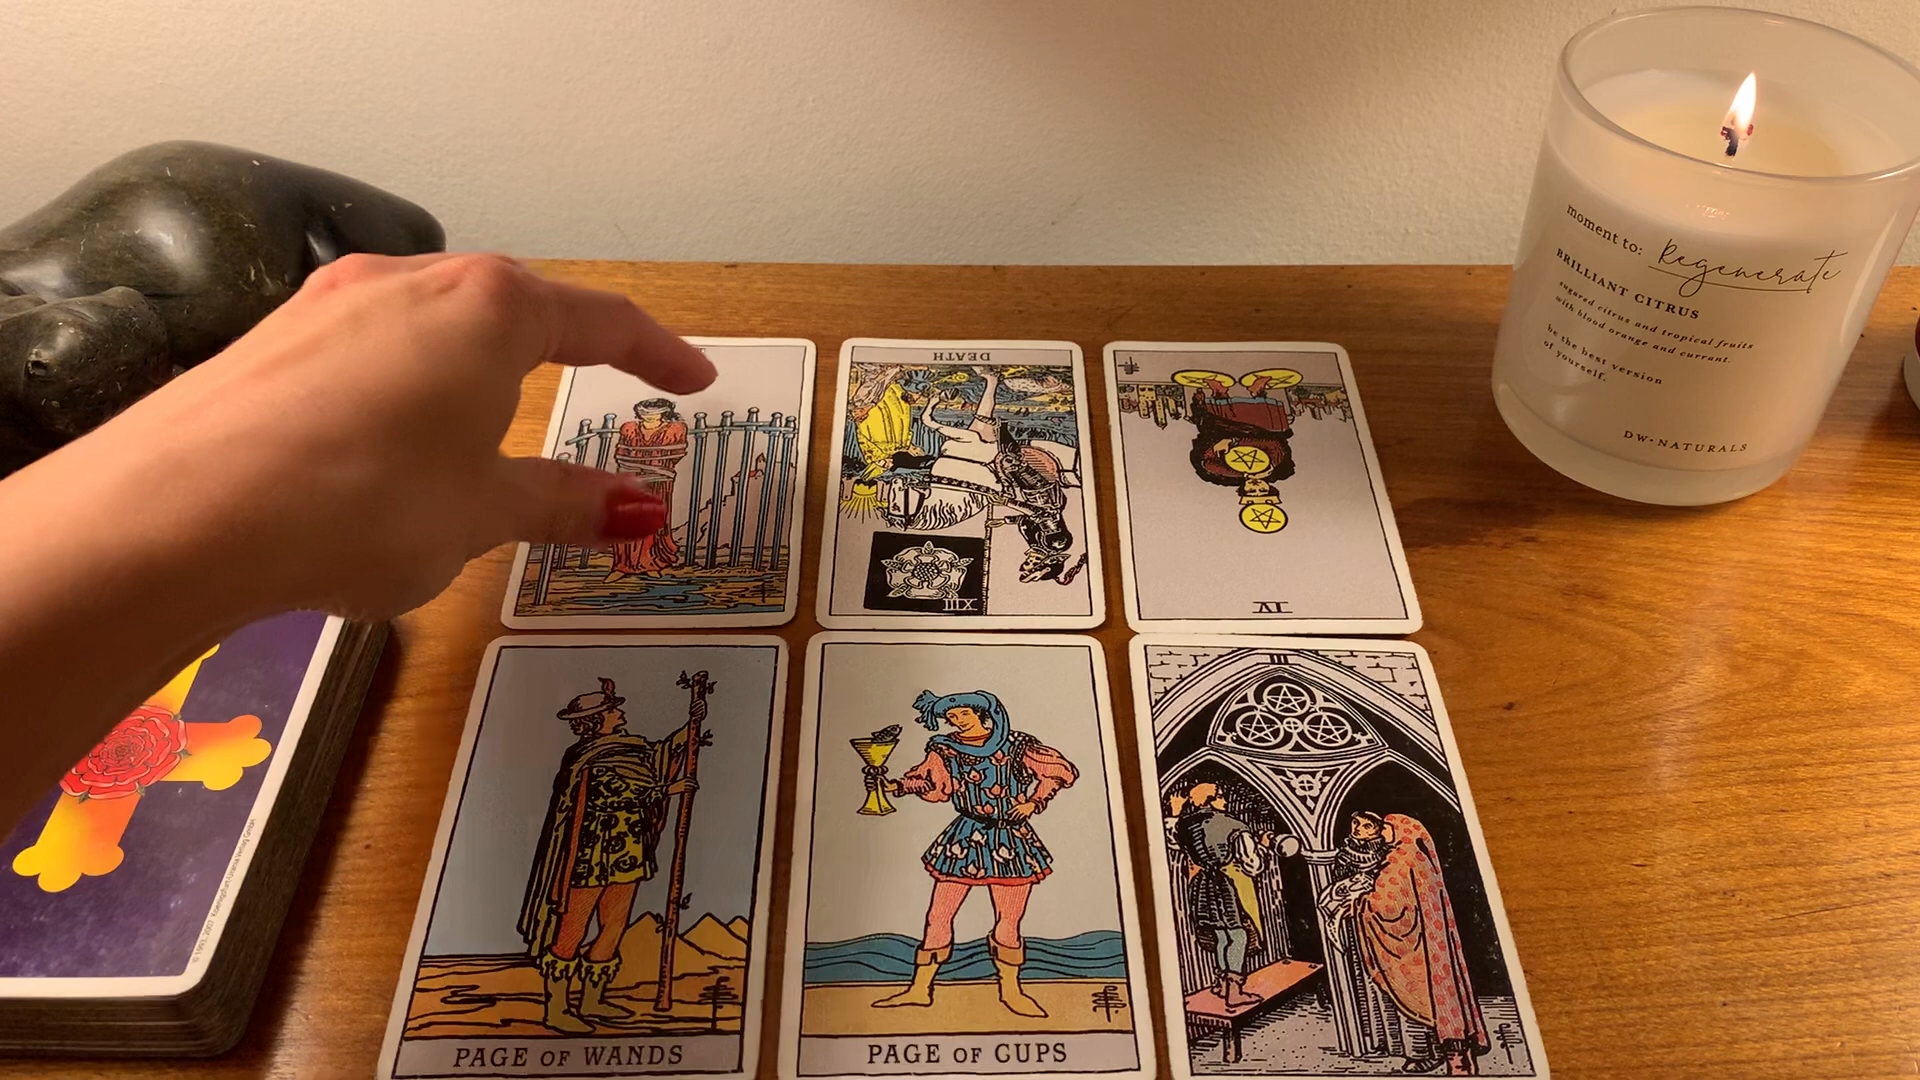 DEATH
XIII
IV
III
PAGE OF WANDS
PAGE OF CUPS
moment to: Regenerate
BRILLIANT CITRUS
sugared citrus and tropical fruits
with blood orange and currant.
be the best version
of yourself.
DW•NATURALS